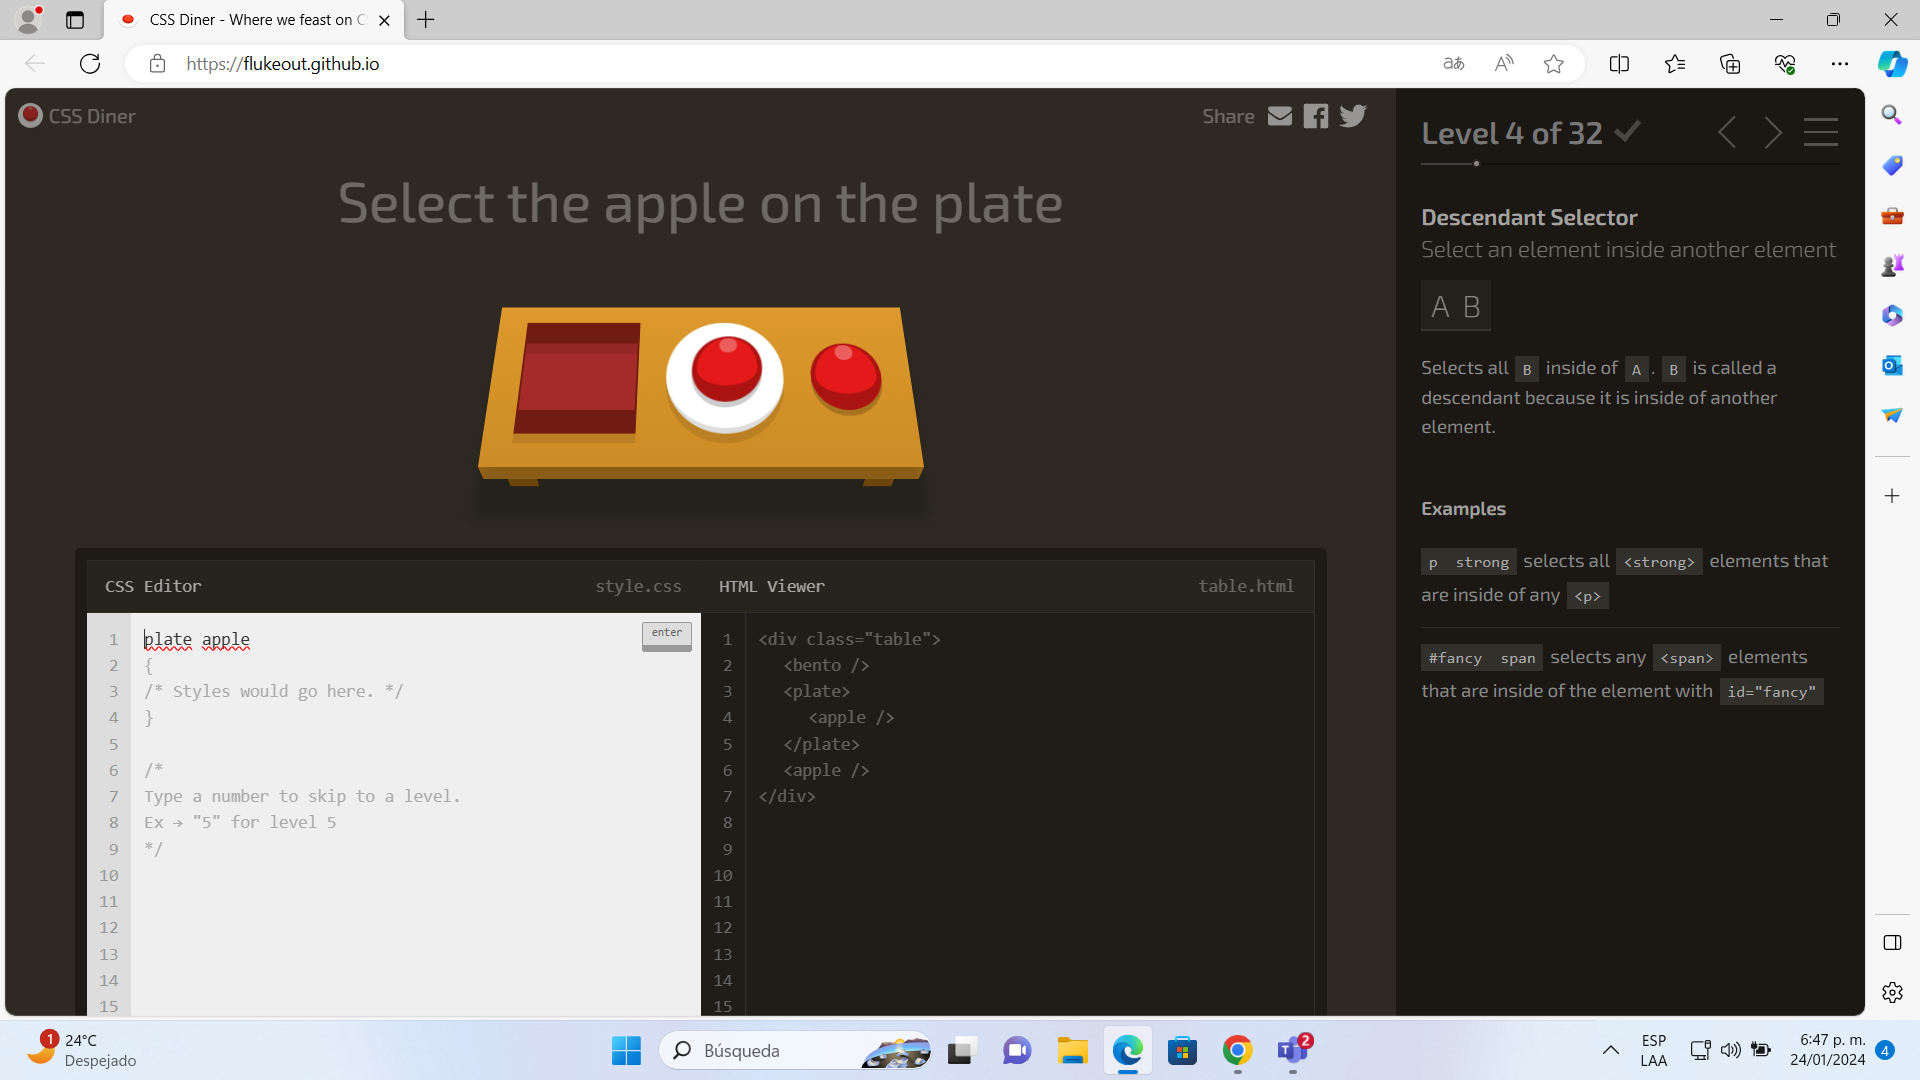 CSS Diner - Where we feast on C
https://flukeout.github.io
aあ
CSS Diner
Share
Select the apple on the plate
CSS Editor
style.css
HTML Viewer
table.html
enter
1 plate apple
2 {
3 /* Styles would go here. */
4 }
5
6 /*
7 Type a number to skip to a level.
8 Ex → "5" for level 5
9 */
10
11
12
13
14
15
1 <div class="table">
2 <bento />
3 <plate>
4 <apple />
5 </plate>
6 <apple />
7 </div>
8
9
10
11
12
13
14
15
Level 4 of 32
Descendant Selector
Select an element inside another element
A B
Selects all B inside of A . B is called a
descendant because it is inside of another
element.
Examples
p strong selects all <strong> elements that
are inside of any <p>
#fancy span selects any <span> elements
that are inside of the element with id="fancy"
1
24°C
Despejado
Búsqueda
2
ESP
LAA
6:47 p. m.
24/01/2024
4